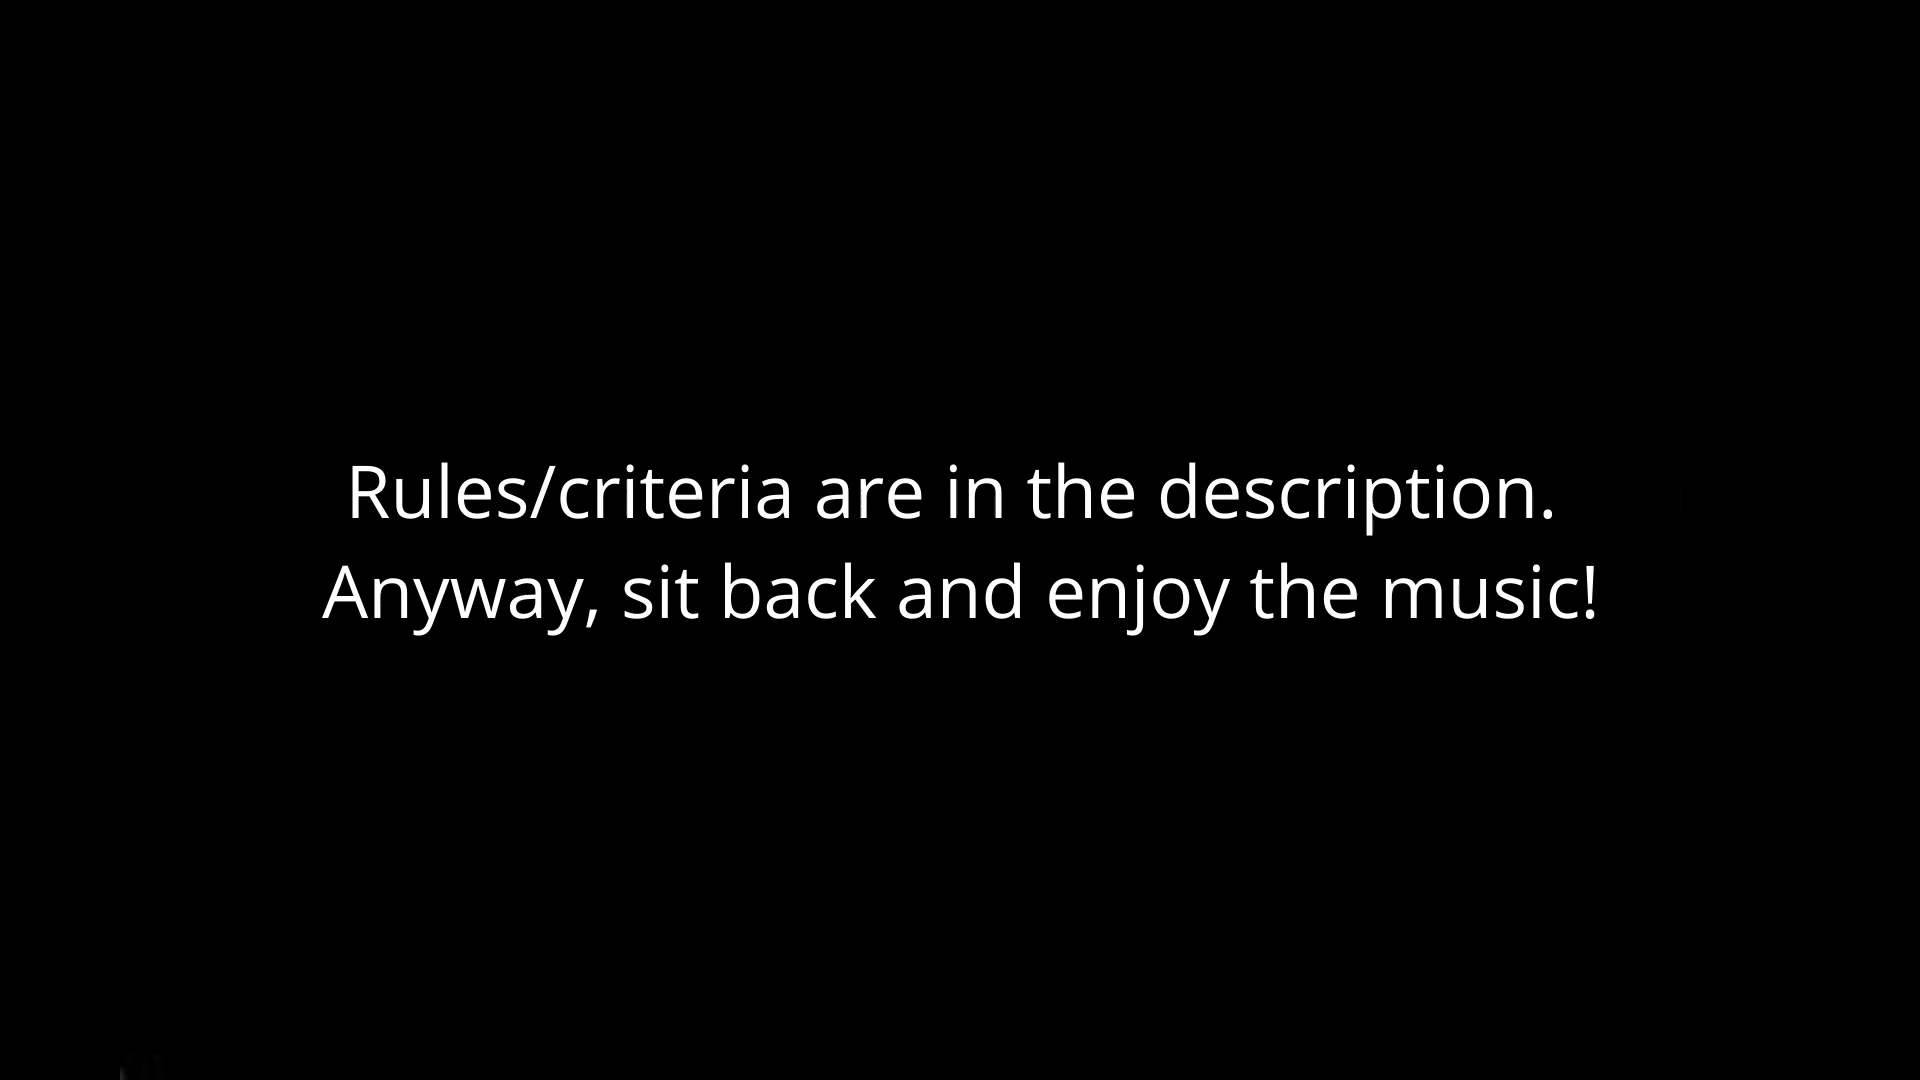 Rules/criteria are in the description.
Anyway, sit back and enjoy the music!